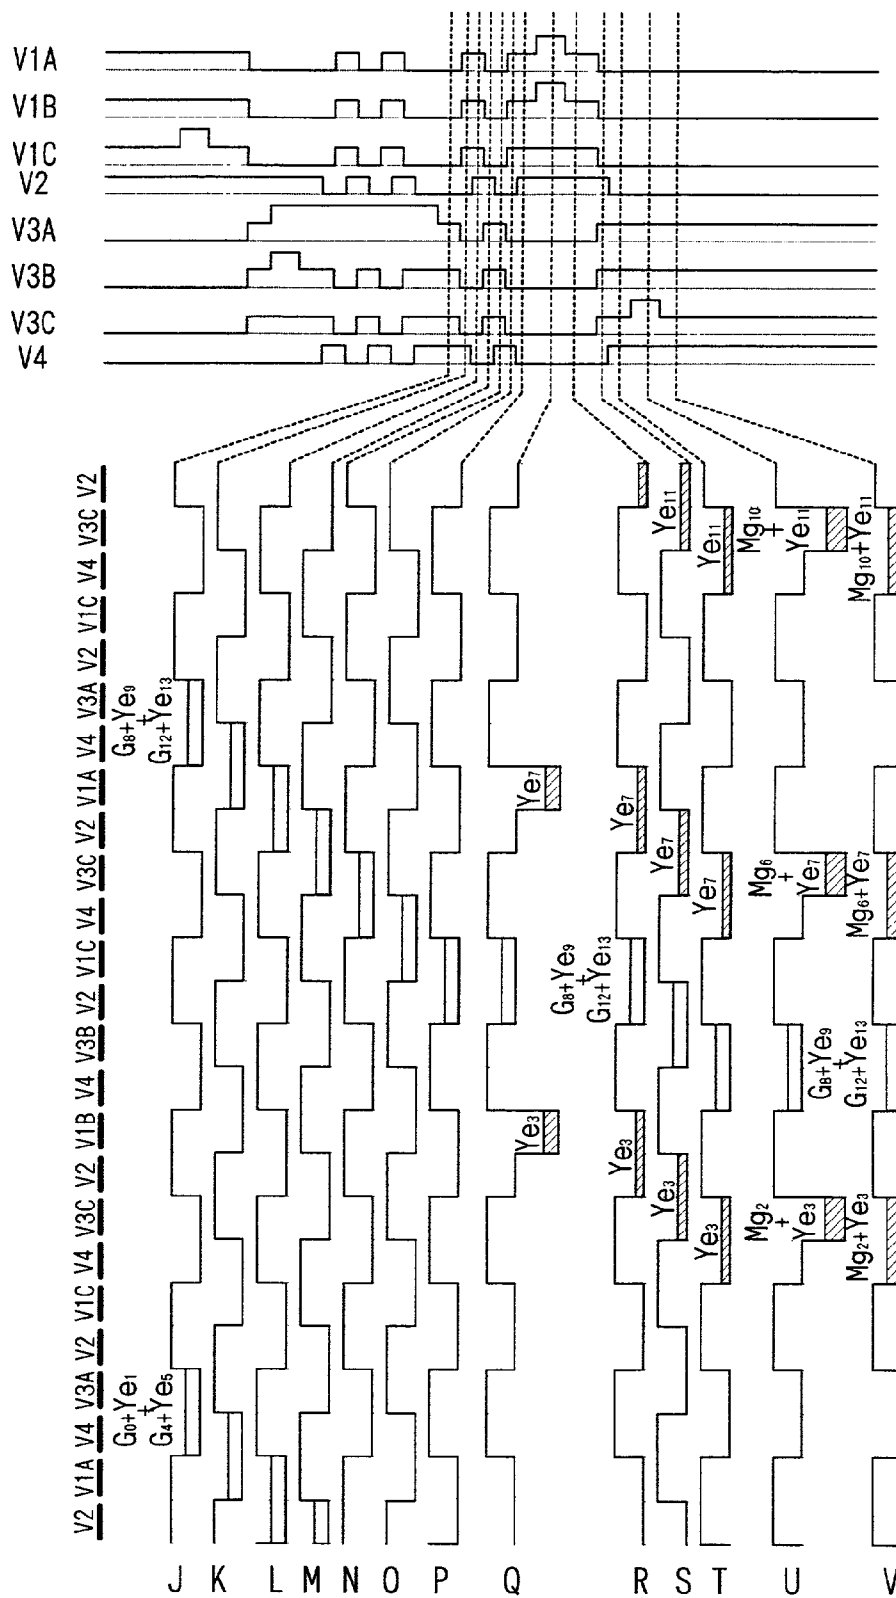 V1A
V1B
V1C
V2
V3A
V3B
V3C
V4
V2 V1A V4 V3A V2 V1C V4 V3C V2 V1B V4 V3B V2 V1C V4 V3C V2 V1A V4 V3A V2 V1C V4 V3C V2
G0+Ye1
+
G4+Ye5
G8+Ye9
+
G12+Ye13
Ye3
Ye7
G8+Ye9
+
G12+Ye13
Ye3
Ye7
Ye3
Ye7
Ye11
Ye3
Ye7
Ye11
Mg2
+
Ye3
Mg6
+
Ye7
Mg10
+
Ye11
G8+Ye9
+
G12+Ye13
Mg2+Ye3
Mg6+Ye7
Mg10+Ye11
J K L M N O P Q R S T U V